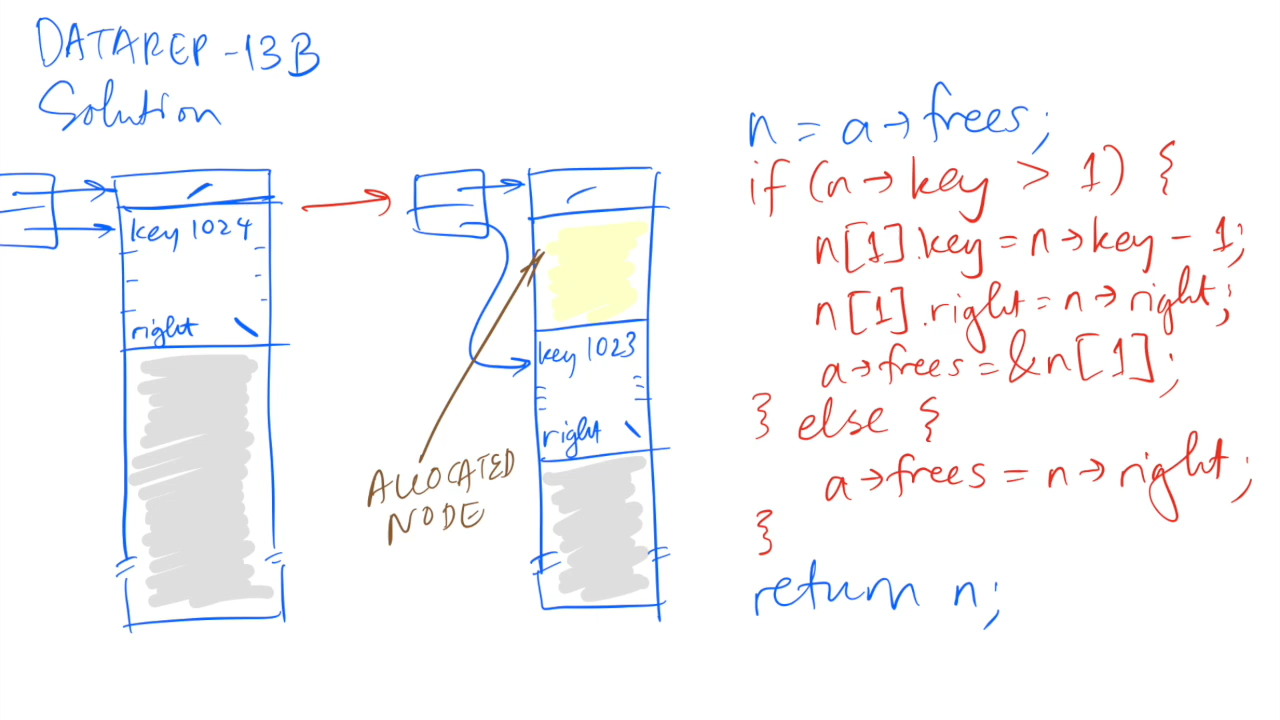 DATAREP-13B
Solution
key 1024
right
key 1023
right
ALLOCATED
NODE
n = a→frees;
if (n→key > 1) {
n[1].key = n→key - 1;
n[1].right = n→right;
a→frees = &n[1];
} else {
a→frees = n→right;
}
return n;